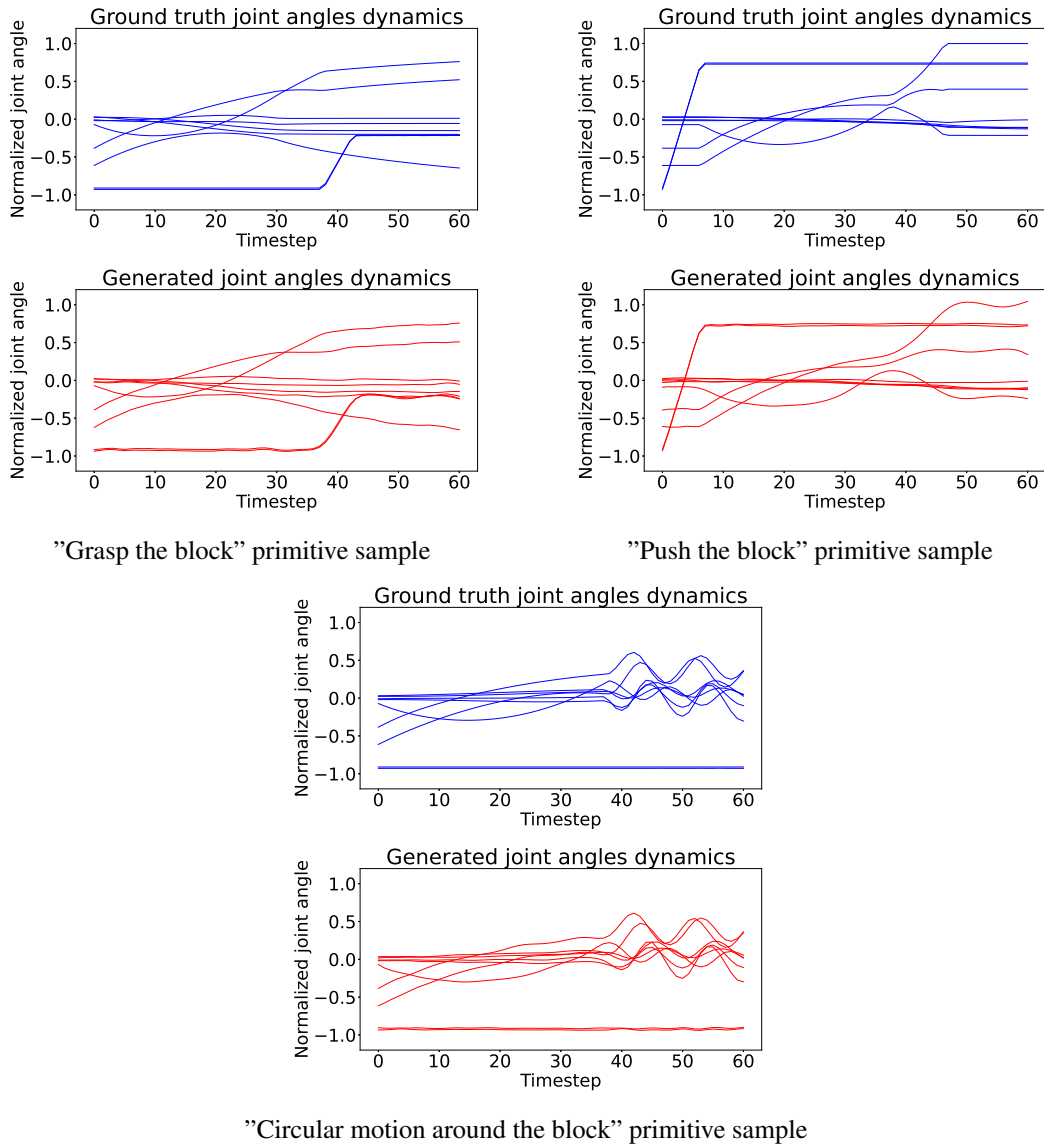 Ground truth joint angles dynamics
Normalized joint angle
1.0
0.5
0.0
−0.5
−1.0
0 10 20 30 40 50 60
Timestep
Generated joint angles dynamics
Normalized joint angle
1.0
0.5
0.0
−0.5
−1.0
0 10 20 30 40 50 60
Timestep
”Grasp the block” primitive sample
Ground truth joint angles dynamics
Normalized joint angle
1.0
0.5
0.0
−0.5
−1.0
0 10 20 30 40 50 60
Timestep
Generated joint angles dynamics
Normalized joint angle
1.0
0.5
0.0
−0.5
−1.0
0 10 20 30 40 50 60
Timestep
”Push the block” primitive sample
Ground truth joint angles dynamics
Normalized joint angle
1.0
0.5
0.0
−0.5
−1.0
0 10 20 30 40 50 60
Timestep
Generated joint angles dynamics
Normalized joint angle
1.0
0.5
0.0
−0.5
−1.0
0 10 20 30 40 50 60
Timestep
”Circular motion around the block” primitive sample